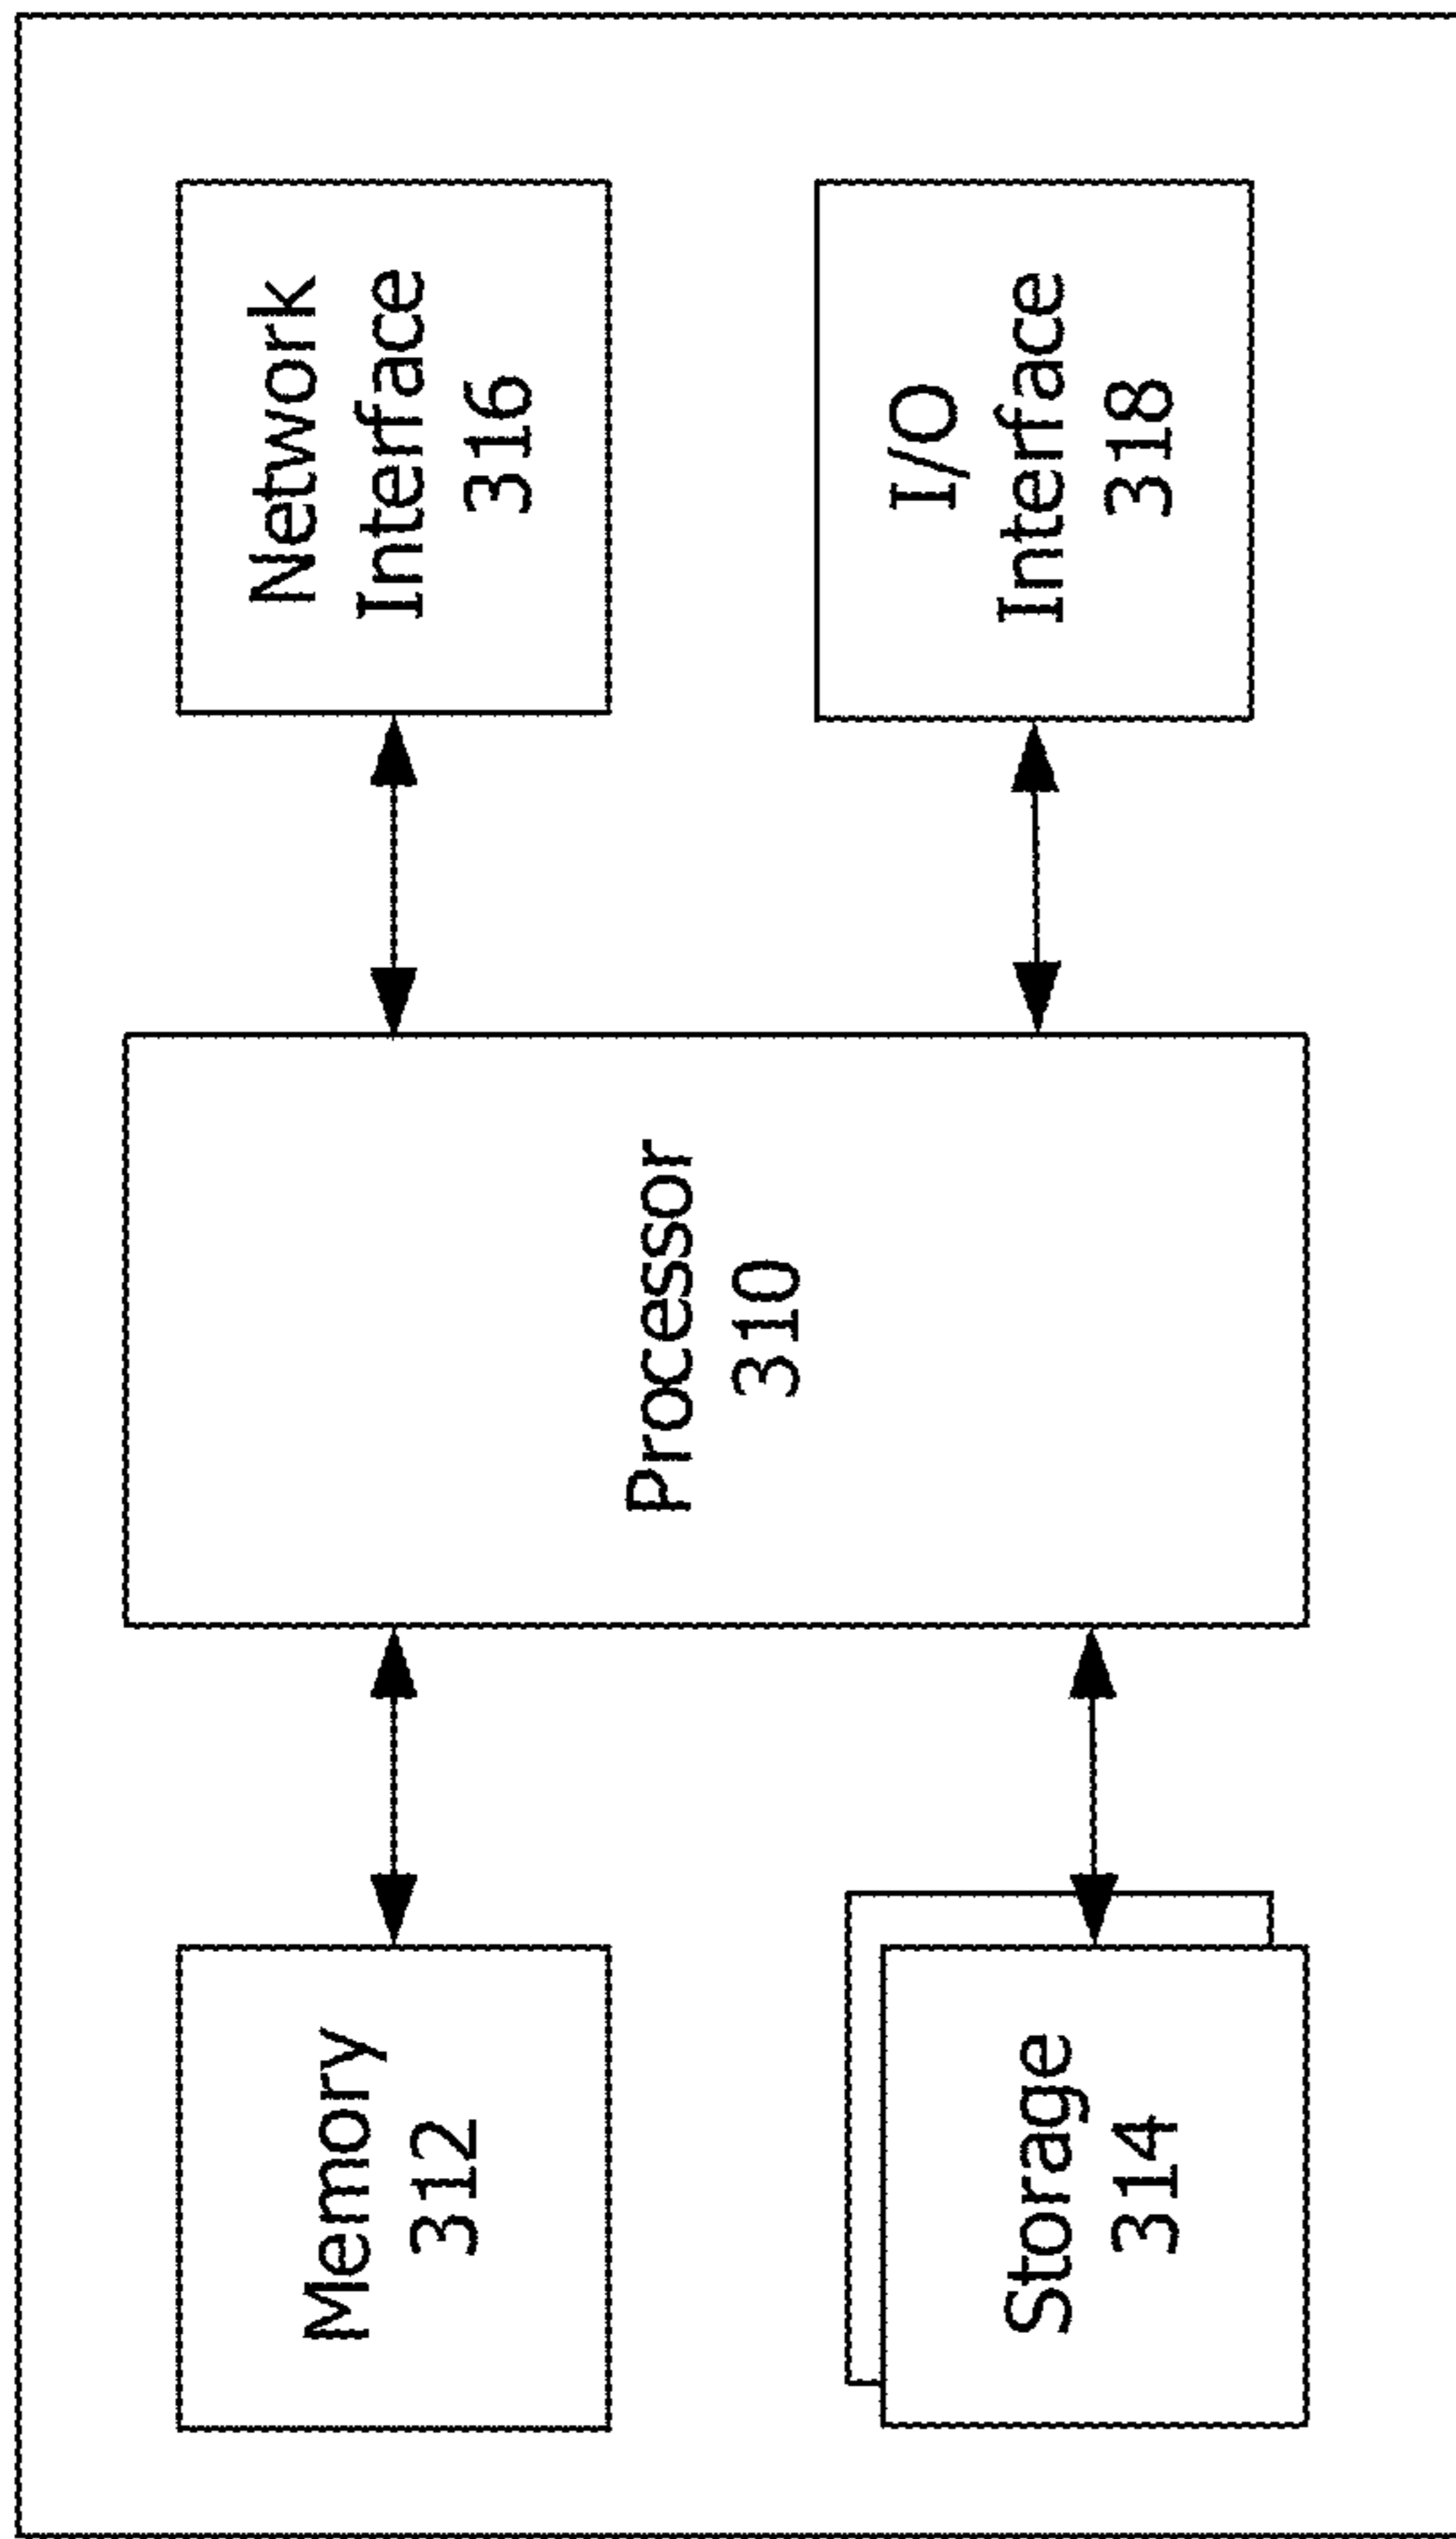 Memory
312
Storage
314
Processor
310
Network
Interface
316
I/O
Interface
318